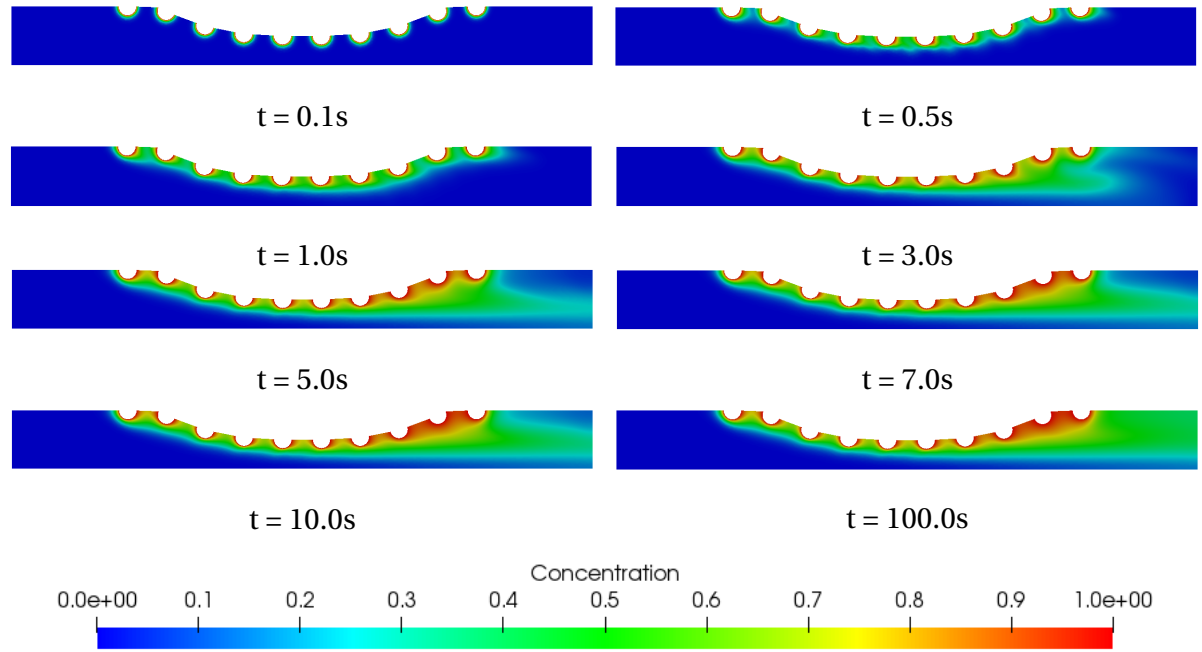 t = 0.1s
t = 0.5s
t = 1.0s
t = 3.0s
t = 5.0s
t = 7.0s
t = 10.0s
t = 100.0s
Concentration
0.0e+00 0.1 0.2 0.3 0.4 0.5 0.6 0.7 0.8 0.9 1.0e+00